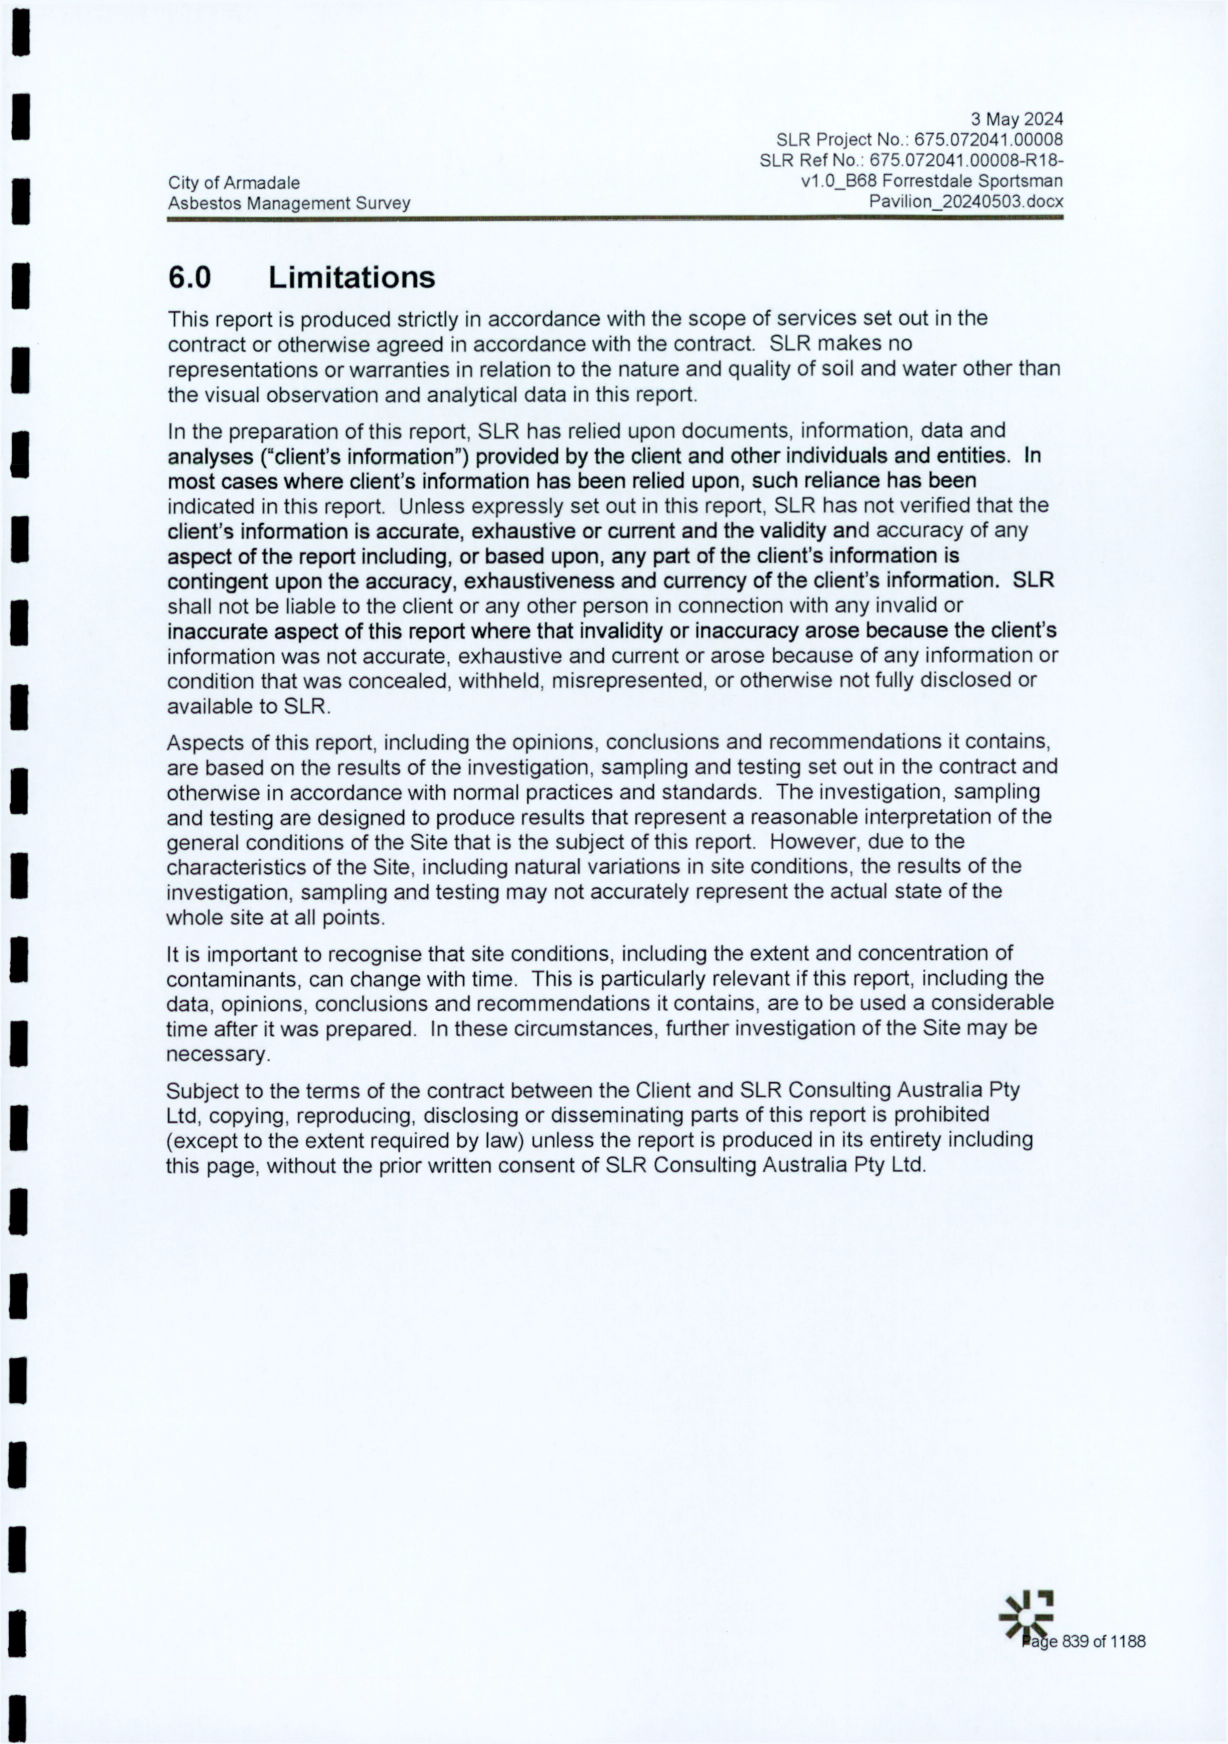 3 May 2024
SLR Project No.: 675.072041.00008
SLR Ref No.: 675.072041.00008-R18-
v1.0_B68 Forrestdale Sportsman
Pavilion_20240503.docx
City of Armadale
Asbestos Management Survey
6.0 Limitations
This report is produced strictly in accordance with the scope of services set out in the
contract or otherwise agreed in accordance with the contract. SLR makes no
representations or warranties in relation to the nature and quality of soil and water other than
the visual observation and analytical data in this report.
In the preparation of this report, SLR has relied upon documents, information, data and
analyses (“client's information”) provided by the client and other individuals and entities. In
most cases where client's information has been relied upon, such reliance has been
indicated in this report. Unless expressly set out in this report, SLR has not verified that the
client's information is accurate, exhaustive or current and the validity and accuracy of any
aspect of the report including, or based upon, any part of the client's information is
contingent upon the accuracy, exhaustiveness and currency of the client's information. SLR
shall not be liable to the client or any other person in connection with any invalid or
inaccurate aspect of this report where that invalidity or inaccuracy arose because the client's
information was not accurate, exhaustive and current or arose because of any information or
condition that was concealed, withheld, misrepresented, or otherwise not fully disclosed or
available to SLR.
Aspects of this report, including the opinions, conclusions and recommendations it contains,
are based on the results of the investigation, sampling and testing set out in the contract and
otherwise in accordance with normal practices and standards. The investigation, sampling
and testing are designed to produce results that represent a reasonable interpretation of the
general conditions of the Site that is the subject of this report. However, due to the
characteristics of the Site, including natural variations in site conditions, the results of the
investigation, sampling and testing may not accurately represent the actual state of the
whole site at all points.
It is important to recognise that site conditions, including the extent and concentration of
contaminants, can change with time. This is particularly relevant if this report, including the
data, opinions, conclusions and recommendations it contains, are to be used a considerable
time after it was prepared. In these circumstances, further investigation of the Site may be
necessary.
Subject to the terms of the contract between the Client and SLR Consulting Australia Pty
Ltd, copying, reproducing, disclosing or disseminating parts of this report is prohibited
(except to the extent required by law) unless the report is produced in its entirety including
this page, without the prior written consent of SLR Consulting Australia Pty Ltd.
Page 839 of 1188